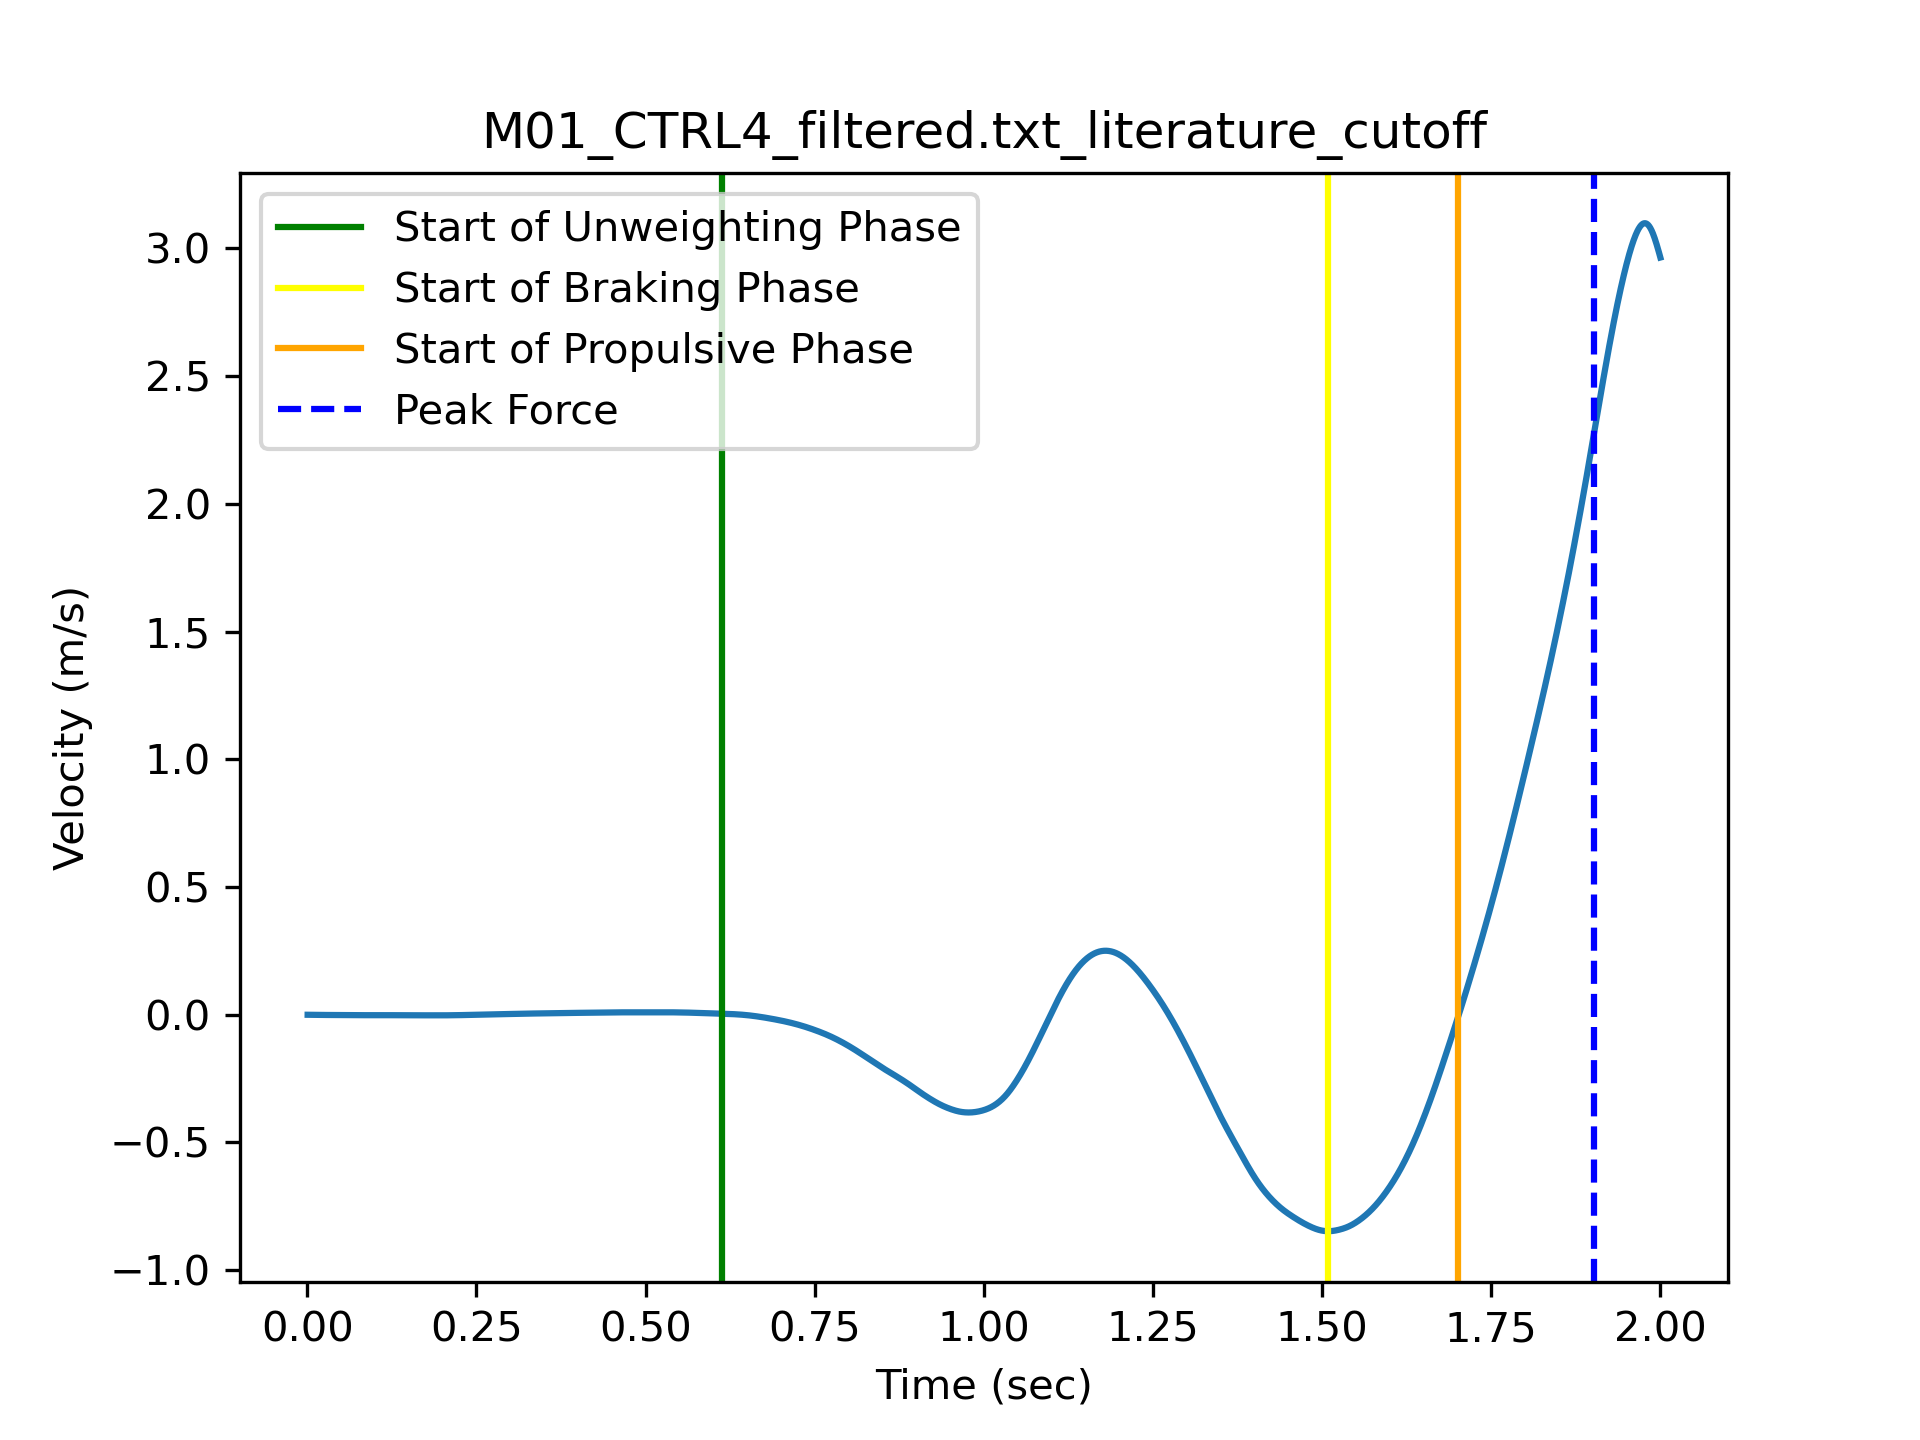 M01_CTRL4_filtered.txt_literature_cutoff
Start of Unweighting Phase
Start of Braking Phase
Start of Propulsive Phase
Peak Force
3.0
2.5
2.0
1.5
1.0
0.5
0.0
−0.5
−1.0
Velocity (m/s)
0.00 0.25 0.50 0.75 1.00 1.25 1.50 1.75 2.00
Time (sec)